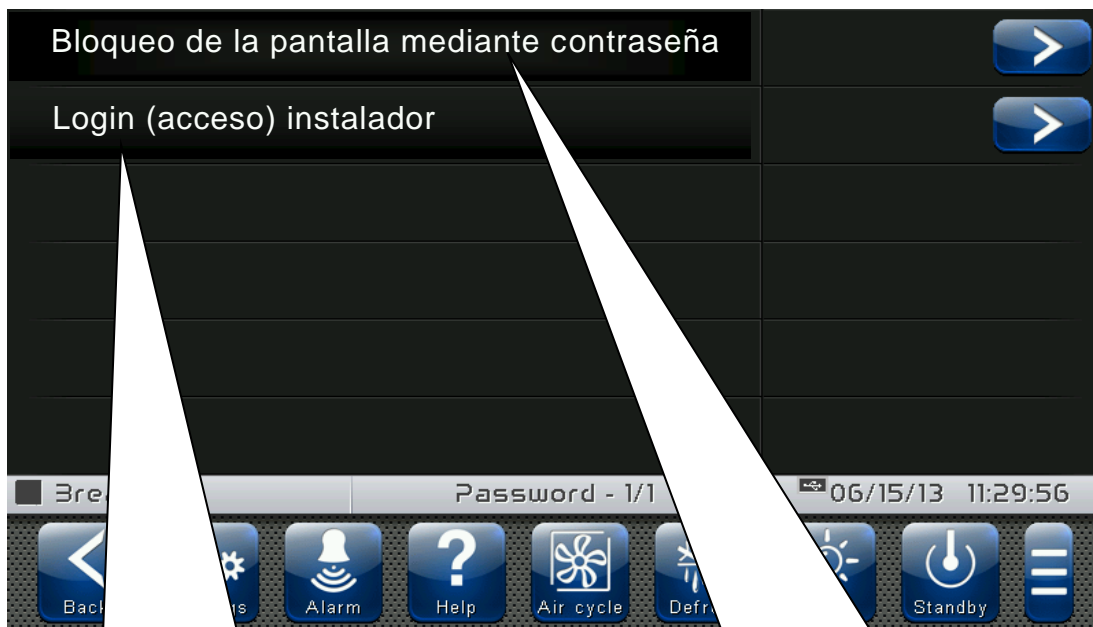 Bloqueo de la pantalla mediante contraseña
Login (acceso) instalador
Password - 1/1
06/15/13 11:29:56
Alarm
Help
Air cycle
Standby